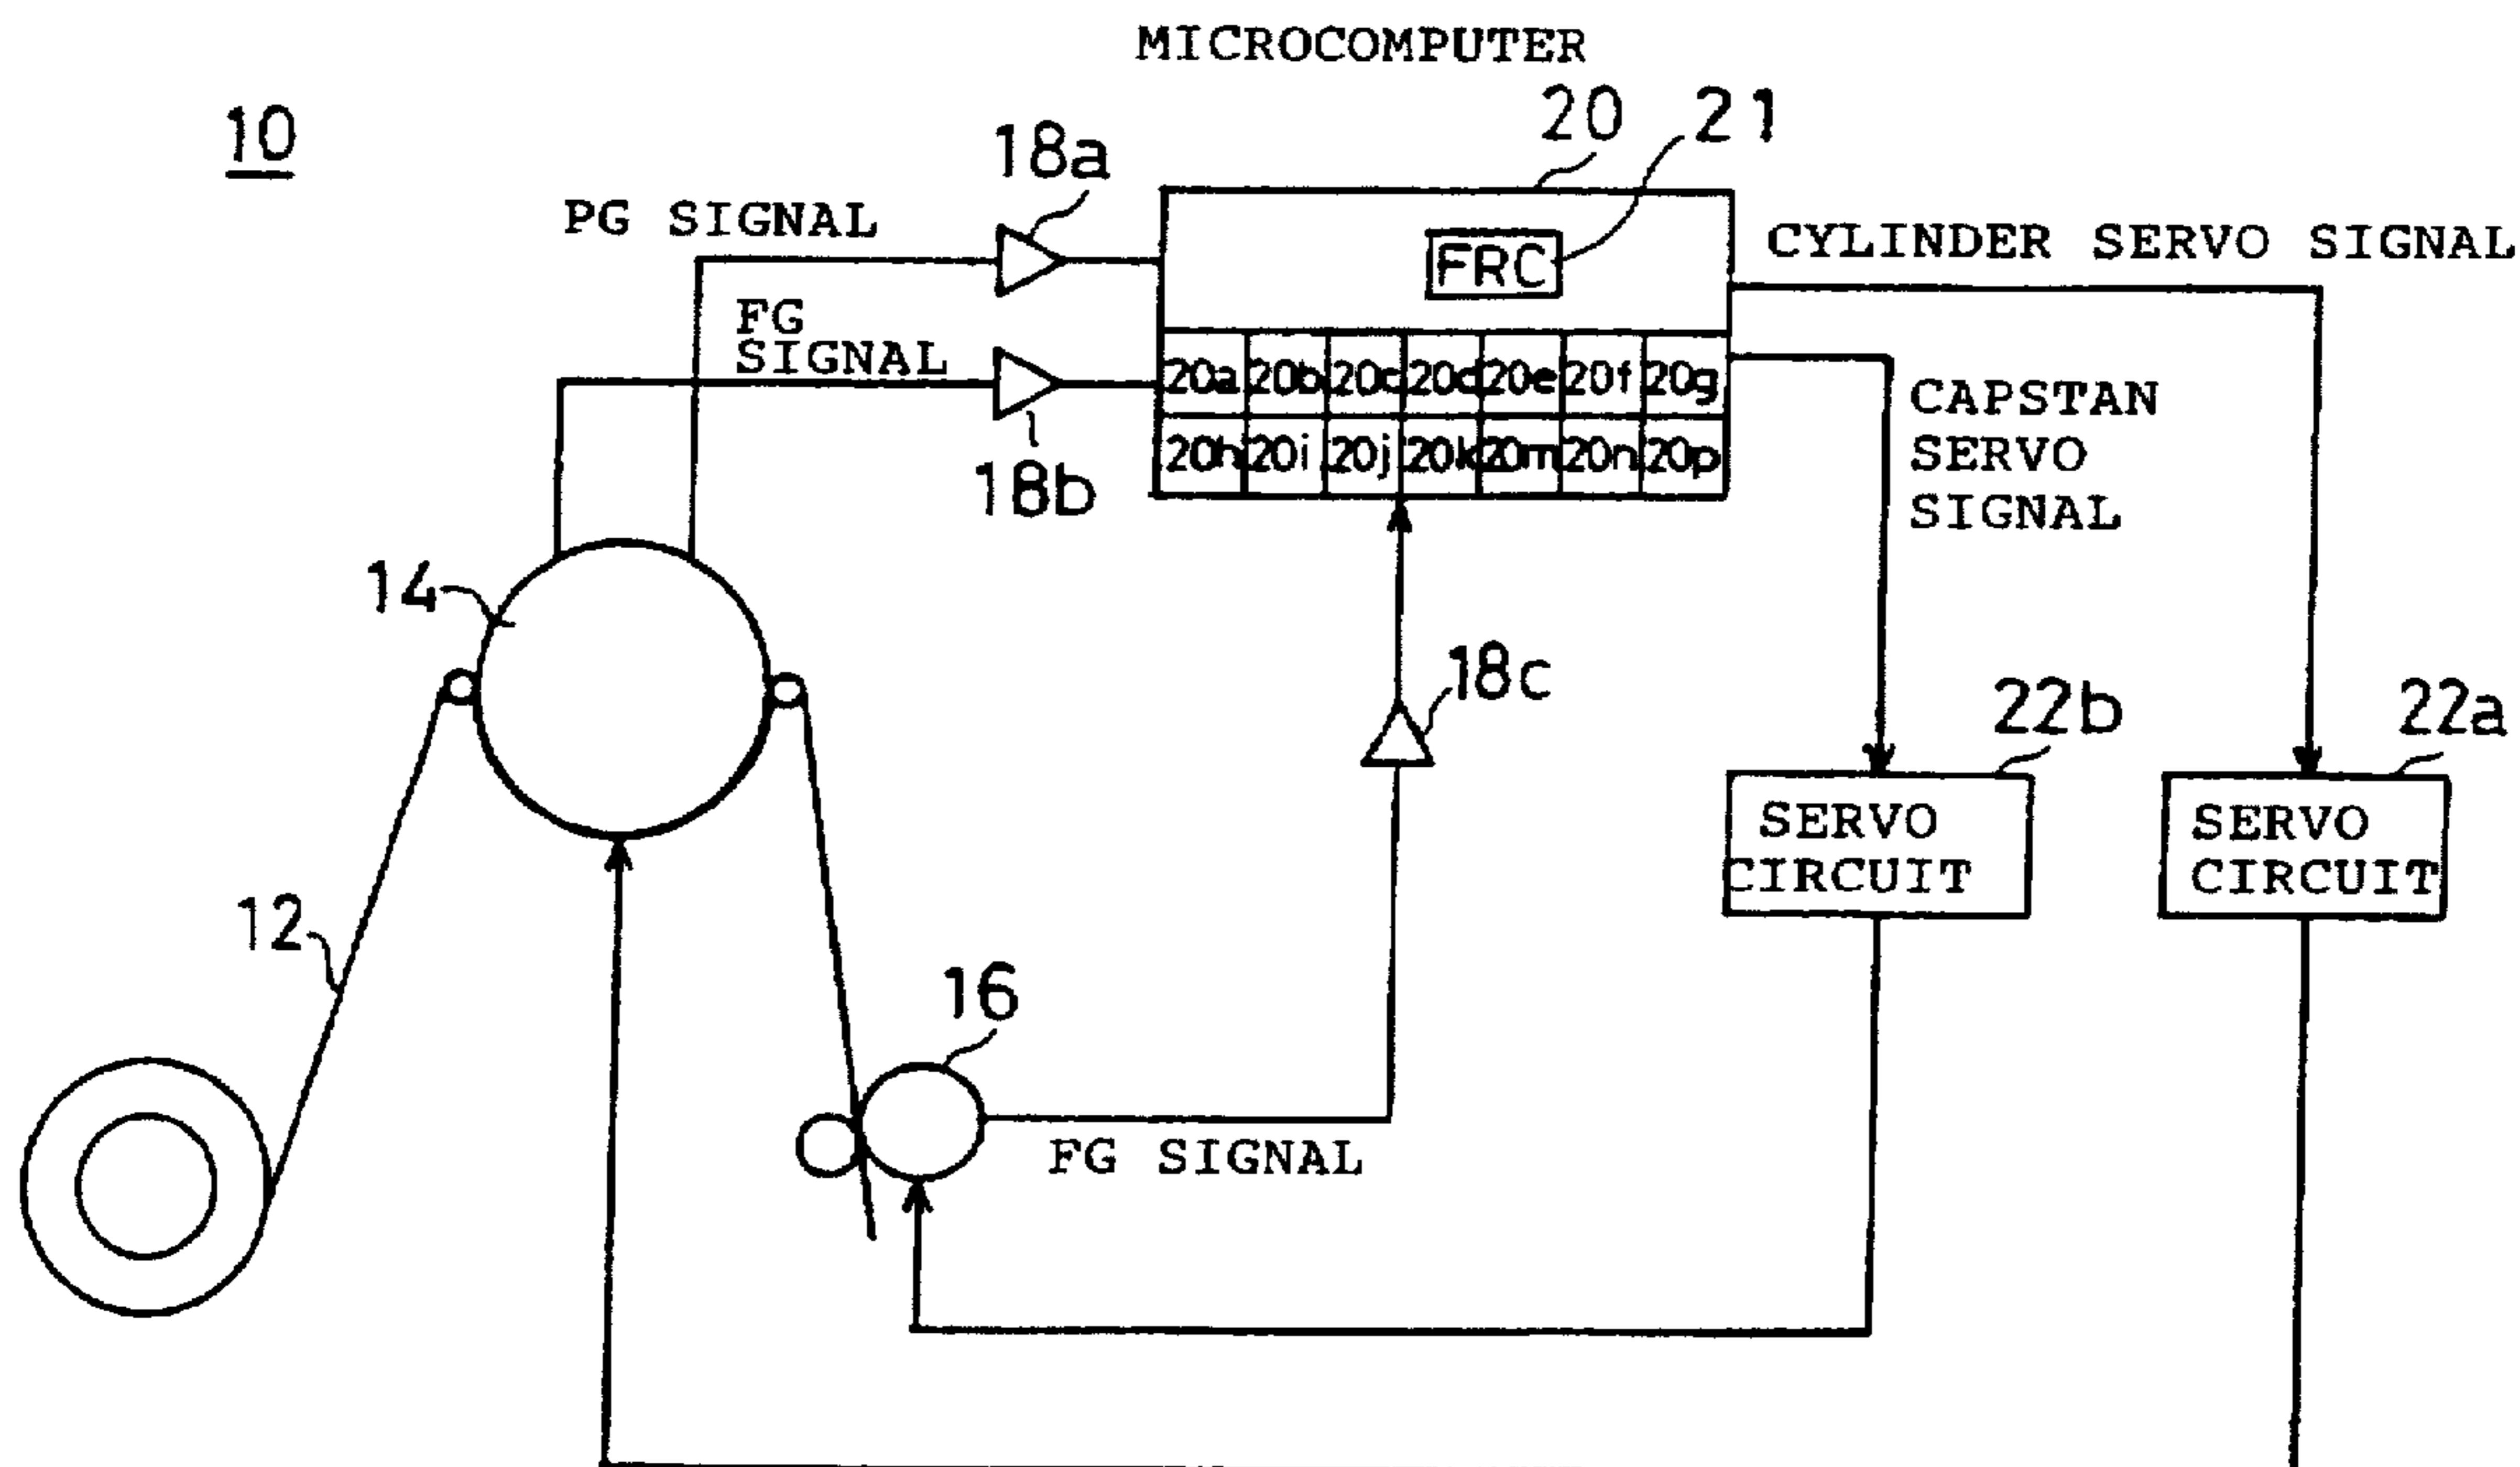 MICROCOMPUTER
10
20
21
18a
PG SIGNAL
FRC
CYLINDER SERVO SIGNAL
FG
SIGNAL
20a 20b 20c 20d 20e 20f 20g
20h 20i 20j 20k 20m 20n 20p
18b
CAPSTAN
SERVO
SIGNAL
14
18c
22b
22a
SERVO
CIRCUIT
SERVO
CIRCUIT
12
16
FG SIGNAL